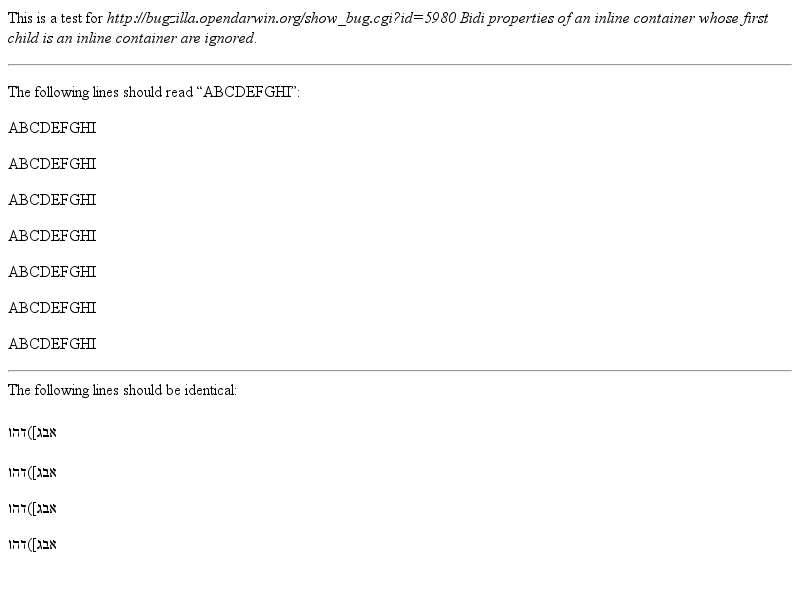 This is a test for http://bugzilla.opendarwin.org/show_bug.cgi?id=5980 Bidi properties of an inline container whose first
child is an inline container are ignored.
The following lines should read “ABCDEFGHI”:
ABCDEFGHI
ABCDEFGHI
ABCDEFGHI
ABCDEFGHI
ABCDEFGHI
ABCDEFGHI
ABCDEFGHI
The following lines should be identical:
אבג])דהו
אבג])דהו
אבג])דהו
אבג])דהו